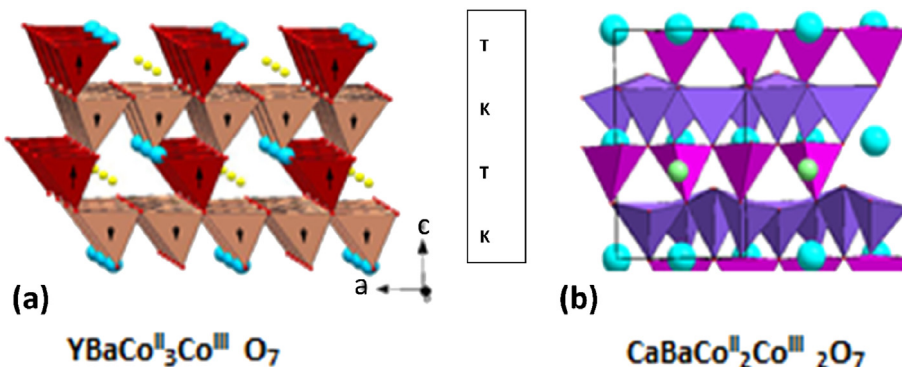 T
K
T
K
c
a
(a)
(b)
YBaCoᴵᴵ₃Coᴵᴵᴵ O₇
CaBaCoᴵᴵ₂Coᴵᴵᴵ ₂O₇